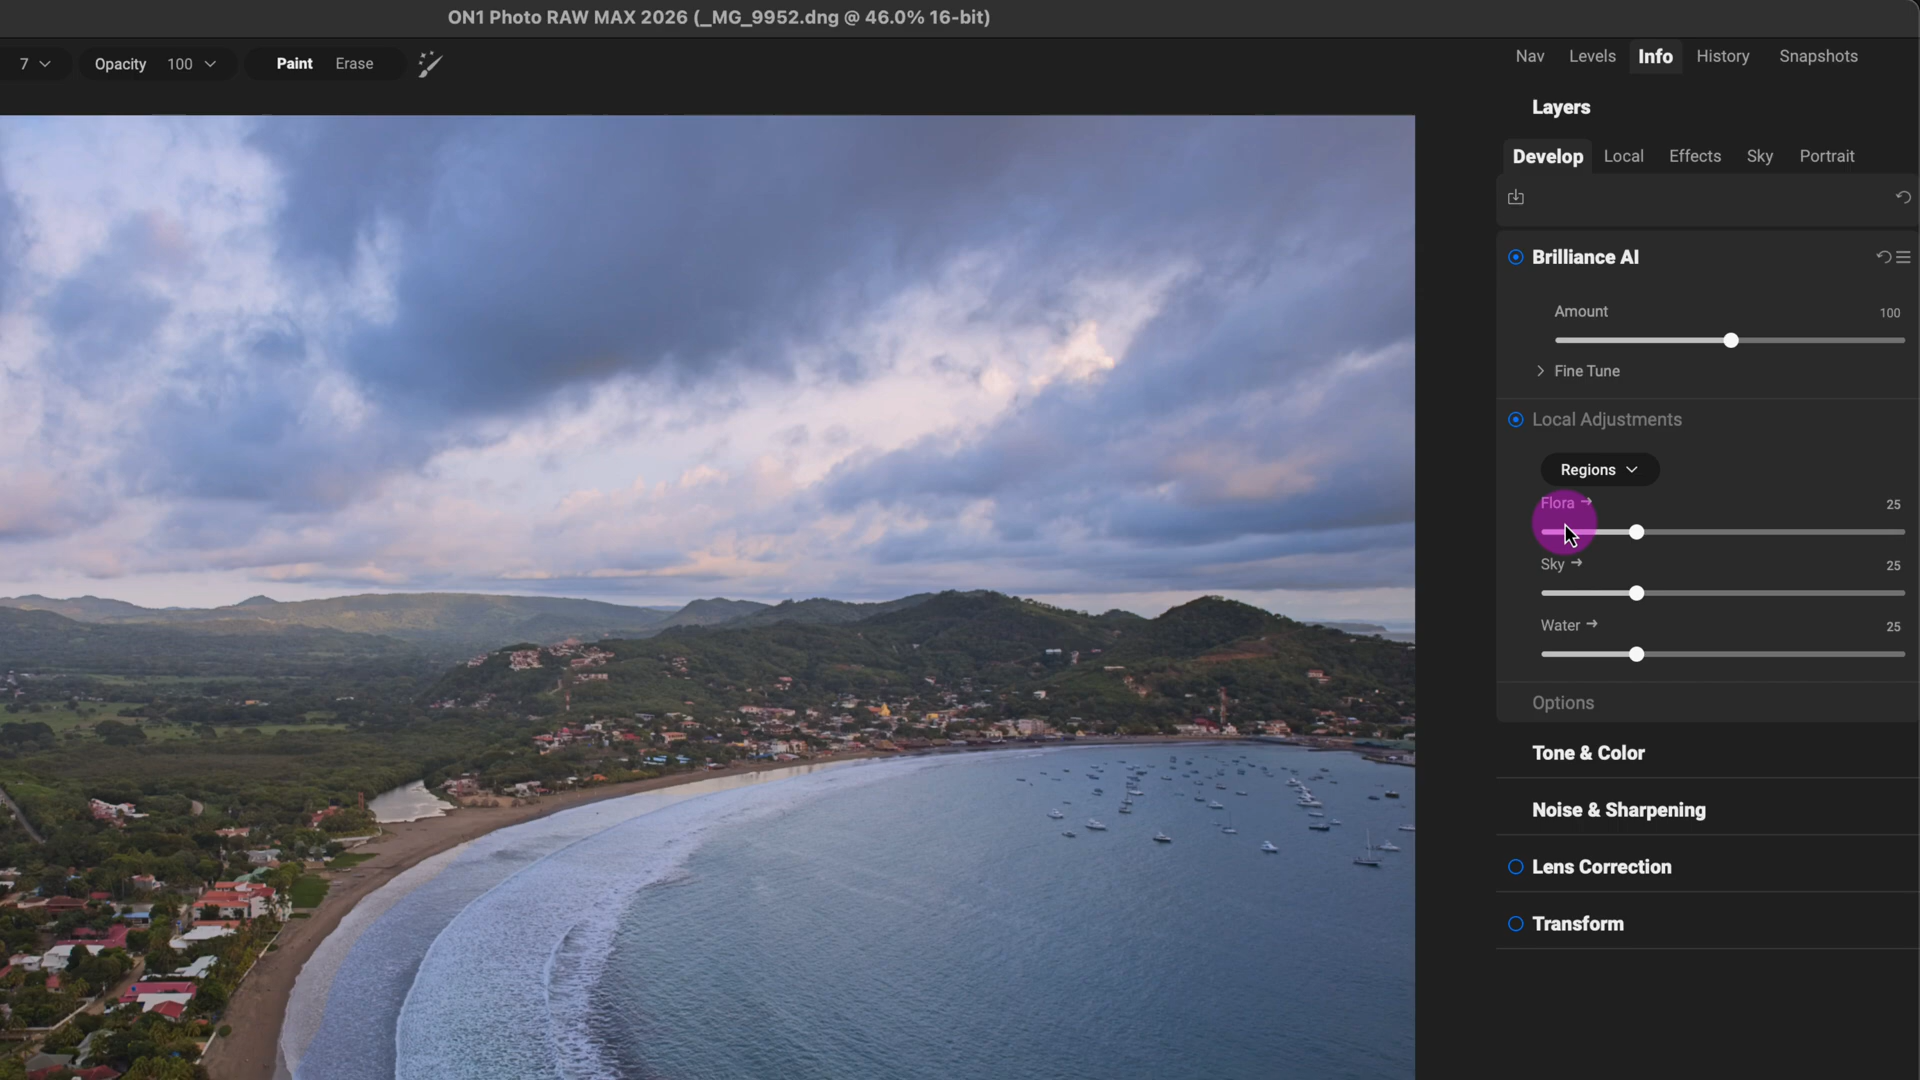 ON1 Photo RAW MAX 2026 (_MG_9952.dng @ 46.0% 16-bit)
7 Opacity 100 Paint Erase
Nav Levels Info History Snapshots
Layers
Develop Local Effects Sky Portrait
Brilliance AI
Amount 100
Fine Tune
Local Adjustments
Regions
Flora → 25
Sky → 25
Water → 25
Options
Tone & Color
Noise & Sharpening
Lens Correction
Transform